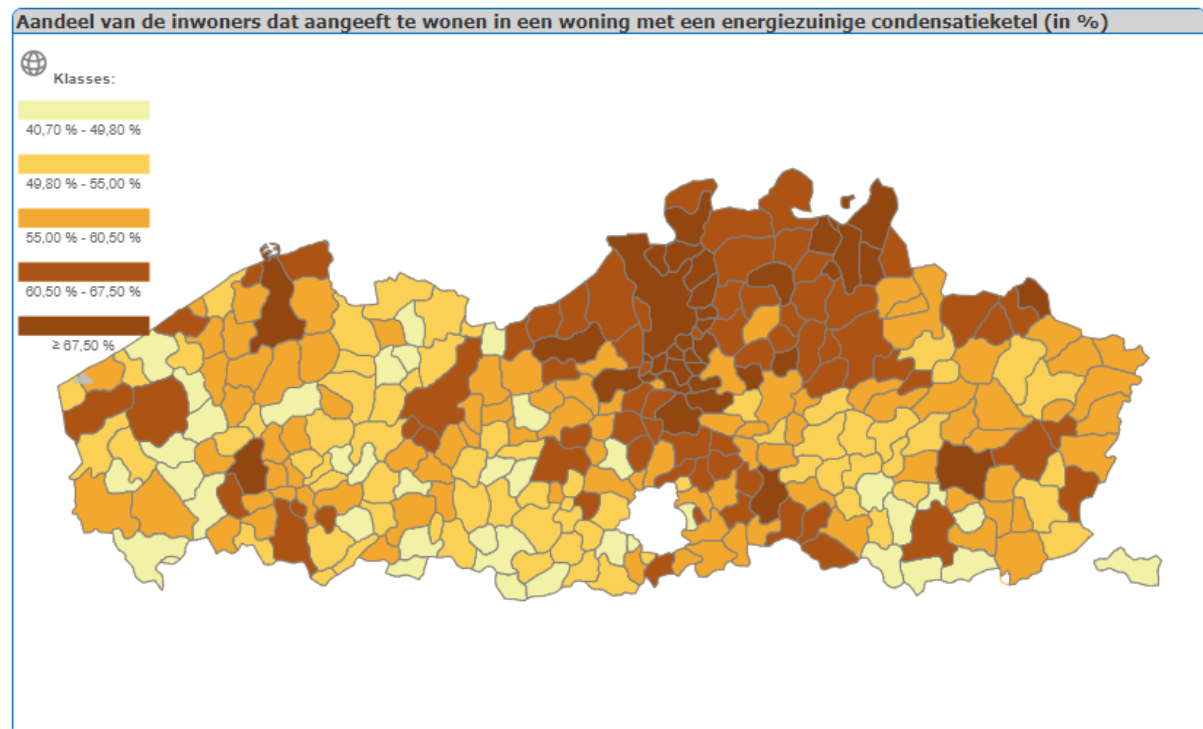 Aandeel van de inwoners dat aangeeft te wonen in een woning met een energiezuinige condensatieketel (in %)
Klasses:
40,70 % - 49,80 %
49,80 % - 55,00 %
55,00 % - 60,50 %
60,50 % - 67,50 %
≥ 67,50 %